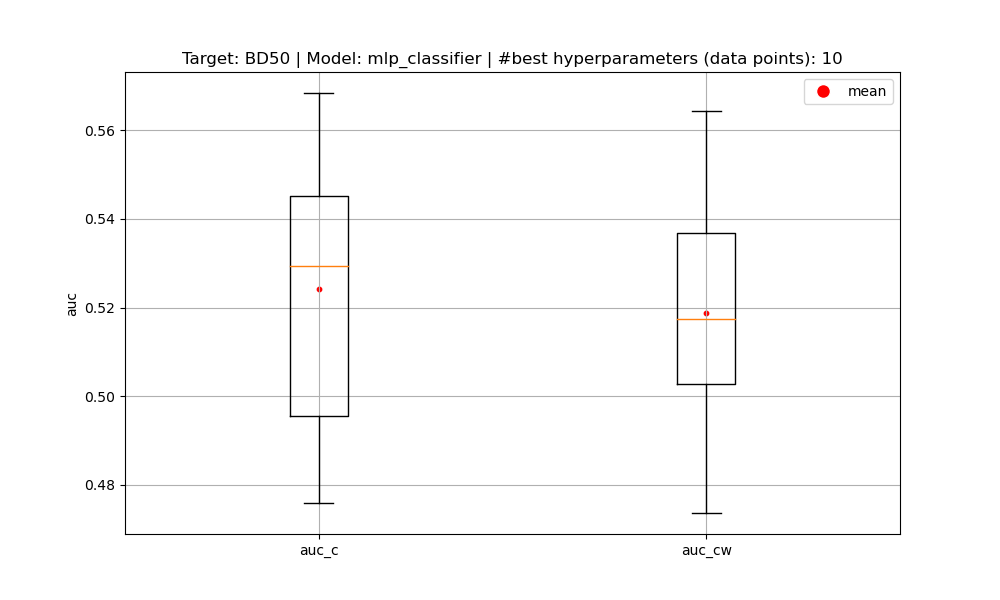 Target: BD50 | Model: mlp_classifier | #best hyperparameters (data points): 10
mean
0.56
0.54
0.52
0.50
0.48
auc
auc_c
auc_cw